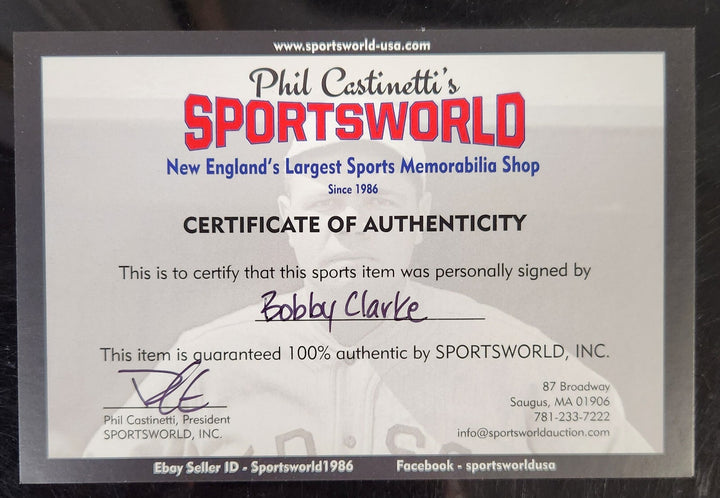 www.sportsworld-usa.com
Phil Castinetti's
SPORTSWORLD
New England's Largest Sports Memorabilia Shop
Since 1986
CERTIFICATE OF AUTHENTICITY
This is to certify that this sports item was personally signed by
Bobby Clarke
This item is guaranteed 100% authentic by SPORTSWORLD, INC.
Phil Castinetti, President
SPORTSWORLD, INC.
87 Broadway
Saugus, MA 01906
781-233-7222
info@sportsworldauction.com
Ebay Seller ID - Sportsworld1986
Facebook - sportsworldusa